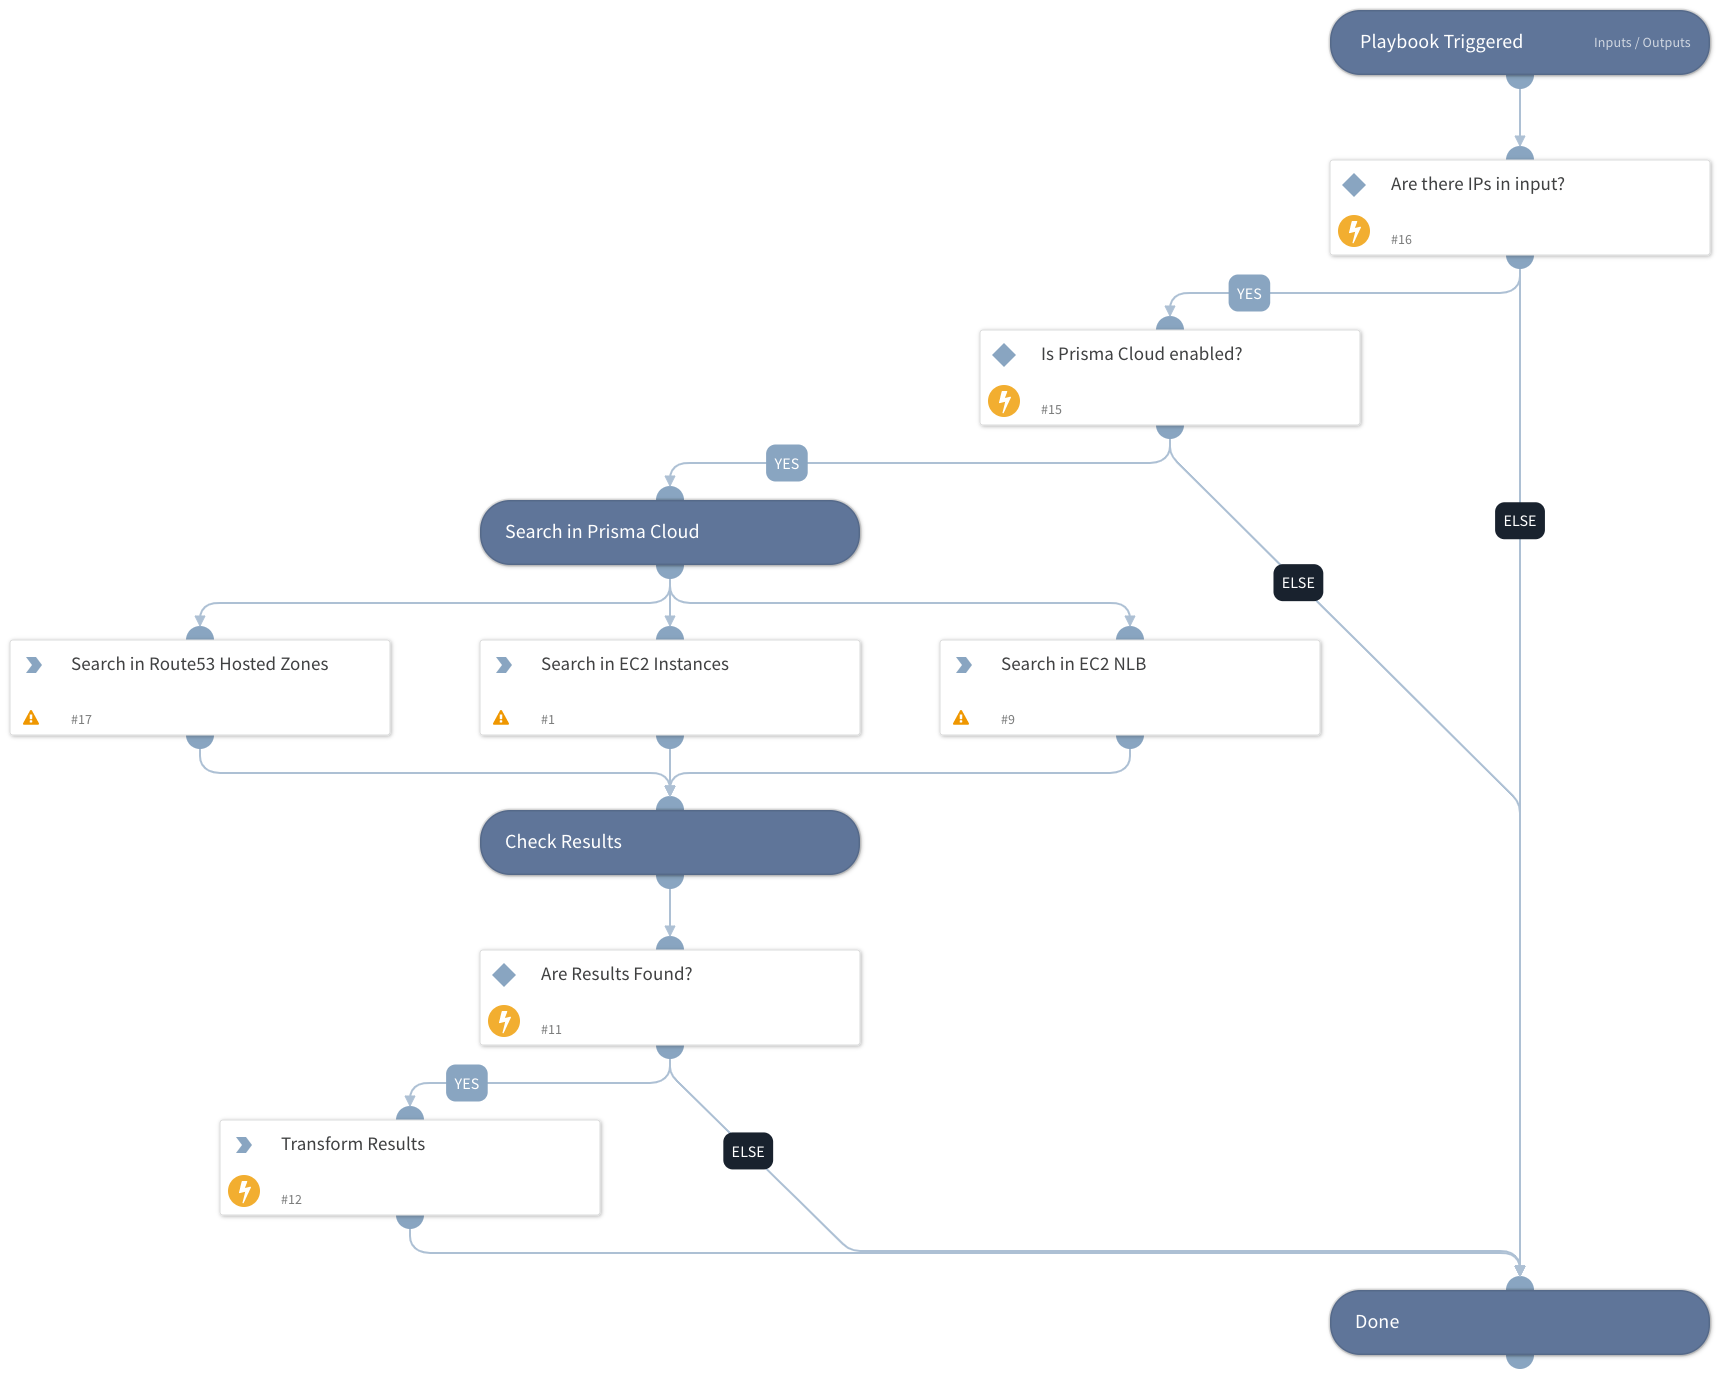 Playbook Triggered
Inputs / Outputs
Are there IPs in input?
#16
YES
Is Prisma Cloud enabled?
#15
YES
Search in Prisma Cloud
ELSE
ELSE
Search in Route53 Hosted Zones
#17
Search in EC2 Instances
#1
Search in EC2 NLB
#9
Check Results
Are Results Found?
#11
YES
Transform Results
#12
ELSE
Done